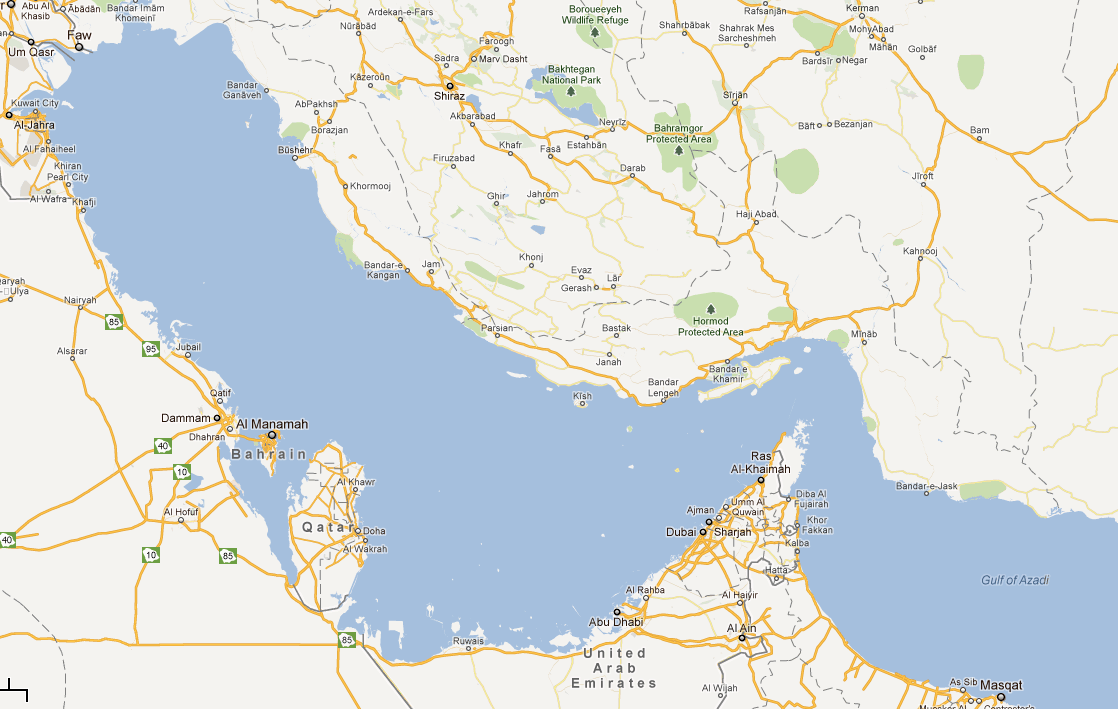 Abu Al
Khasib
Ābādān
Bandar Imām
Khomeīnī
Um Qasr
Faw
Ardekan-e-Fars
Nūrābād
Boroueeyeh
Wildlife Refuge
Rafsanjān
Kerman
Shahrbābak
Shahrak Mes
Sarcheshmeh
MohyAbad
Māhān
Golbāf
Bardsīr
Negar
Faroogh
Sadra
Marv Dasht
Kāzeroūn
Shiraz
Bakhtegan
National Park
Bandar
Ganāveh
AbPakhsh
Borazjan
Akbarabad
Neyrīz
Estahbān
Sīrjān
Bāft
Bezanjan
Bam
Bahramgor
Protected Area
Kuwait City
Al-Jahra
Al Fahaiheel
Khiran
Pearl City
Al-Wafra
Khafji
Būshehr
Firuzabad
Khafr
Fasā
Darab
Jīroft
Khormooj
Ghir
Jahrom
Haji Abad
Kahnooj
Bandar-e
Kangan
Jam
Khonj
Evaz
Gerash
Lār
Nairyah
85
Parsian
Bastak
Hormod
Protected Area
Mīnāb
Alsarar
95
Jubail
Janah
Bandar e
Khamir
Bandar
Lengeh
Kīsh
Qatif
Dammam
Dhahran
Al Manamah
Bahrain
40
10
Ras
Al-Khaimah
Al Khawr
Bandar-e-Jask
Diba Al
Fujairah
Umm Al
Quwain
Ajman
Khor
Fakkan
Al Hofuf
Qatar
Doha
Dubai
Sharjah
Al Wakrah
Kalba
40
10
85
Hatta
Gulf of Azadi
Al Rahba
Al Haiyir
Abu Dhabi
Al Ain
85
Ruwais
United
Arab
Emirates
Al Wijah
As Sib
Masqat